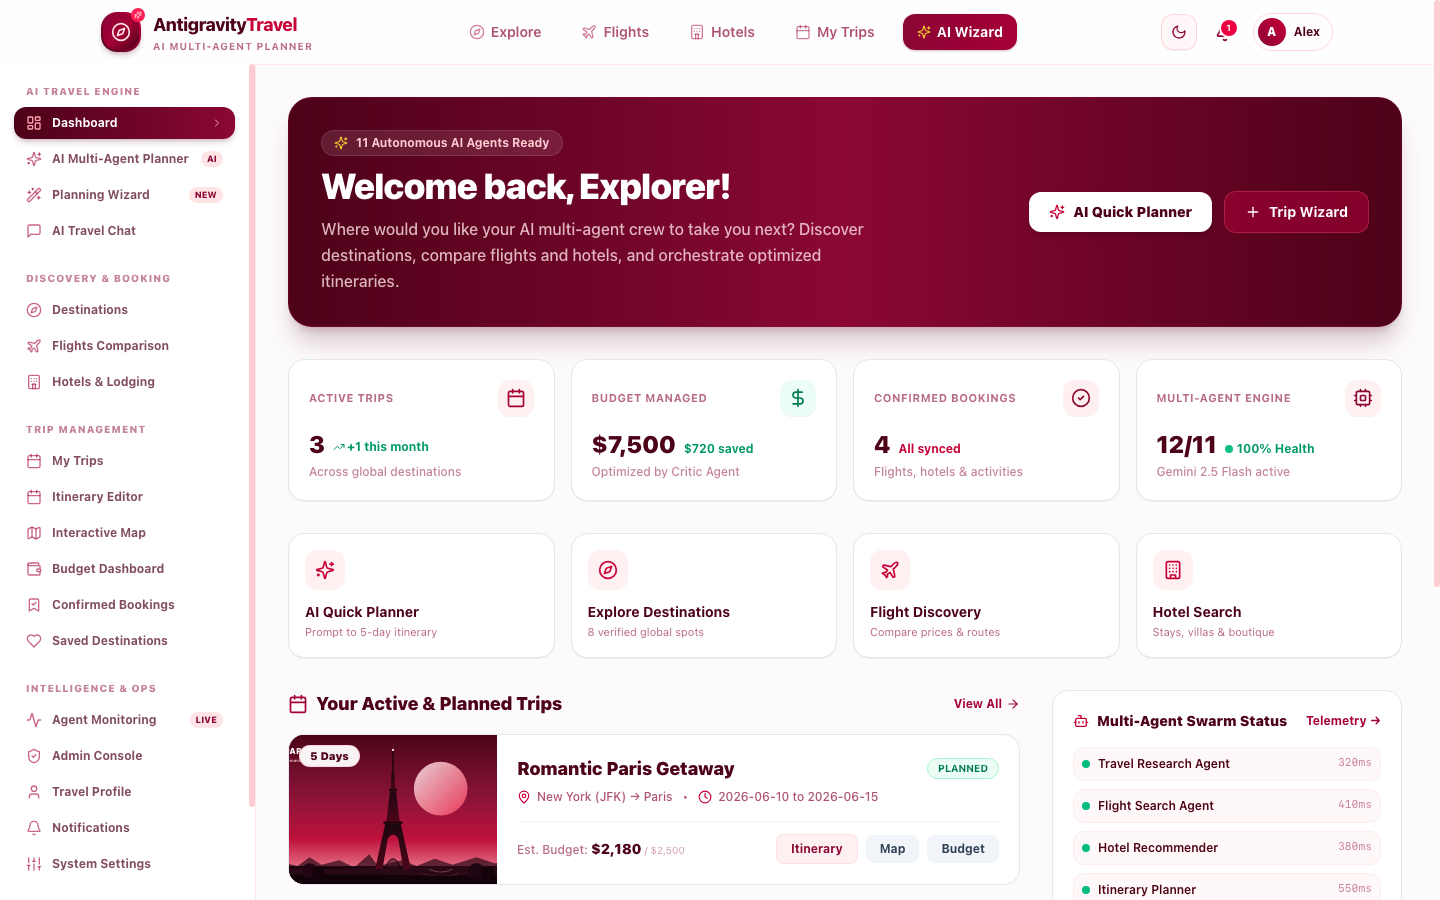 AntigravityTravel
AI MULTI-AGENT PLANNER
Explore
Flights
Hotels
My Trips
AI Wizard
1
A
Alex
AI TRAVEL ENGINE
Dashboard
AI Multi-Agent Planner
AI
Planning Wizard
NEW
AI Travel Chat
DISCOVERY & BOOKING
Destinations
Flights Comparison
Hotels & Lodging
TRIP MANAGEMENT
My Trips
Itinerary Editor
Interactive Map
Budget Dashboard
Confirmed Bookings
Saved Destinations
INTELLIGENCE & OPS
Agent Monitoring
LIVE
Admin Console
Travel Profile
Notifications
System Settings
11 Autonomous AI Agents Ready
Welcome back, Explorer!
Where would you like your AI multi-agent crew to take you next? Discover
destinations, compare flights and hotels, and orchestrate optimized
itineraries.
AI Quick Planner
Trip Wizard
ACTIVE TRIPS
3 +1 this month
Across global destinations
BUDGET MANAGED
$7,500 $720 saved
Optimized by Critic Agent
CONFIRMED BOOKINGS
4 All synced
Flights, hotels & activities
MULTI-AGENT ENGINE
12/11 100% Health
Gemini 2.5 Flash active
AI Quick Planner
Prompt to 5-day itinerary
Explore Destinations
8 verified global spots
Flight Discovery
Compare prices & routes
Hotel Search
Stays, villas & boutique
Your Active & Planned Trips
View All →
5 Days
Romantic Paris Getaway
PLANNED
New York (JFK) → Paris • 2026-06-10 to 2026-06-15
Est. Budget: $2,180 / $2,500
Itinerary
Map
Budget
Multi-Agent Swarm Status
Telemetry →
Travel Research Agent
320ms
Flight Search Agent
410ms
Hotel Recommender
380ms
Itinerary Planner
550ms